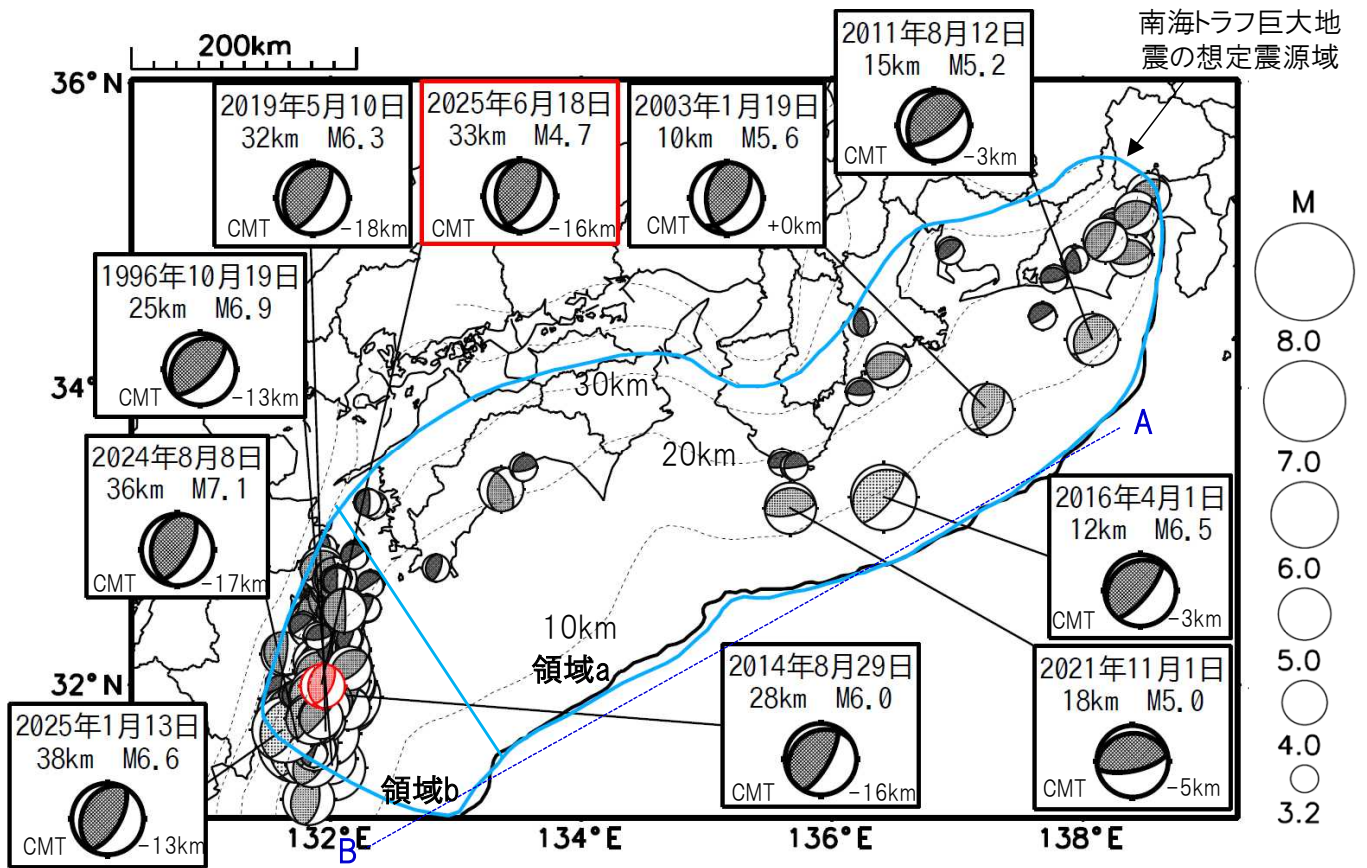 200km
南海トラフ巨大地
震の想定震源域
36°N
34°N
32°N
132°E
134°E
136°E
138°E
2019年5月10日
32km M6.3
CMT
-18km
2025年6月18日
33km M4.7
CMT
-16km
2003年1月19日
10km M5.6
CMT
+0km
2011年8月12日
15km M5.2
CMT
-3km
1996年10月19日
25km M6.9
CMT
-13km
2024年8月8日
36km M7.1
CMT
-17km
2025年1月13日
38km M6.6
CMT
-13km
2014年8月29日
28km M6.0
CMT
-16km
2016年4月1日
12km M6.5
CMT
-3km
2021年11月1日
18km M5.0
CMT
-5km
30km
20km
10km
領域a
領域b
A
B
M
8.0
7.0
6.0
5.0
4.0
3.2